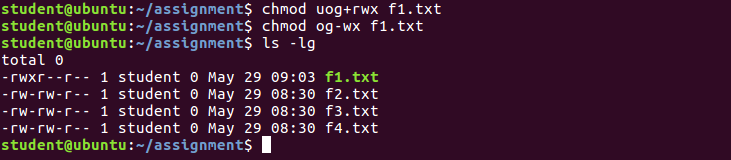 student@ubuntu:~/assignment$ chmod uog+rwx f1.txt
student@ubuntu:~/assignment$ chmod og-wx f1.txt
student@ubuntu:~/assignment$ ls -lg
total 0
-rwxr--r-- 1 student 0 May 29 09:03 f1.txt
-rw-rw-r-- 1 student 0 May 29 08:30 f2.txt
-rw-rw-r-- 1 student 0 May 29 08:30 f3.txt
-rw-rw-r-- 1 student 0 May 29 08:30 f4.txt
student@ubuntu:~/assignment$